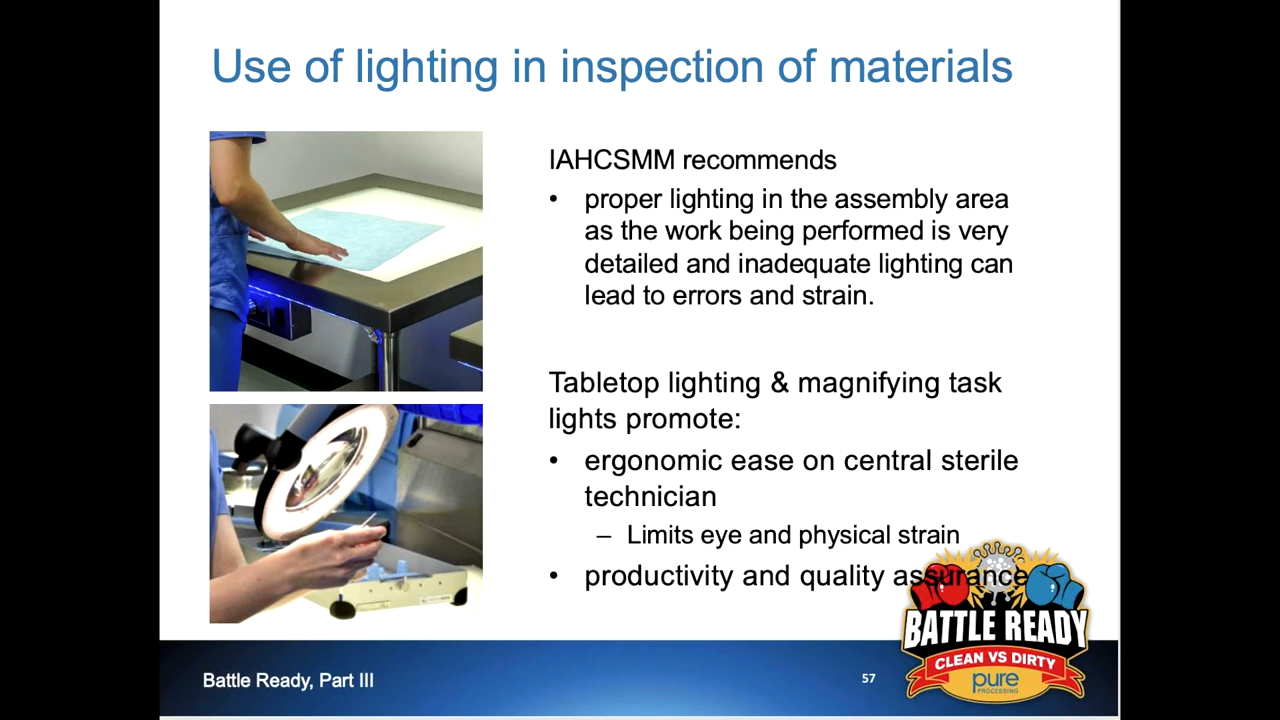 Use of lighting in inspection of materials
IAHCSMM recommends
• proper lighting in the assembly area
as the work being performed is very
detailed and inadequate lighting can
lead to errors and strain.
Tabletop lighting & magnifying task
lights promote:
• ergonomic ease on central sterile
technician
– Limits eye and physical strain
• productivity and quality assurance
BATTLE READY
CLEAN VS DIRTY
pure
PROCESSING
Battle Ready, Part III
57